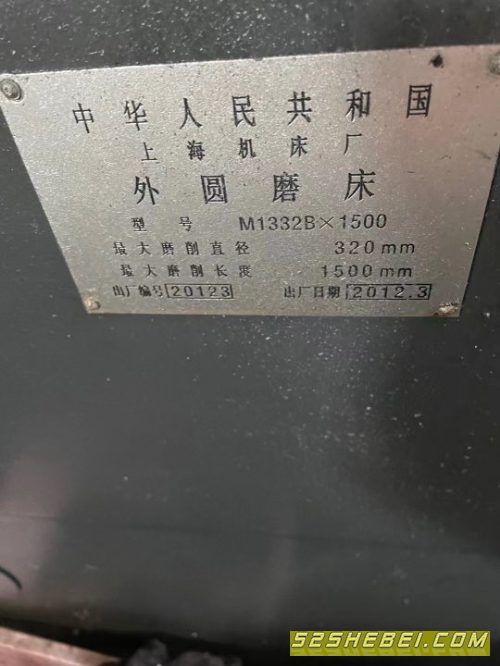 中华人民共和国
上海机床厂
外圆磨床
型号 M1332B×1500
最大磨削直径 320mm
最大磨削长度 1500mm
出厂编号 20123 出厂日期 2012.3
52SHEBEI.COM